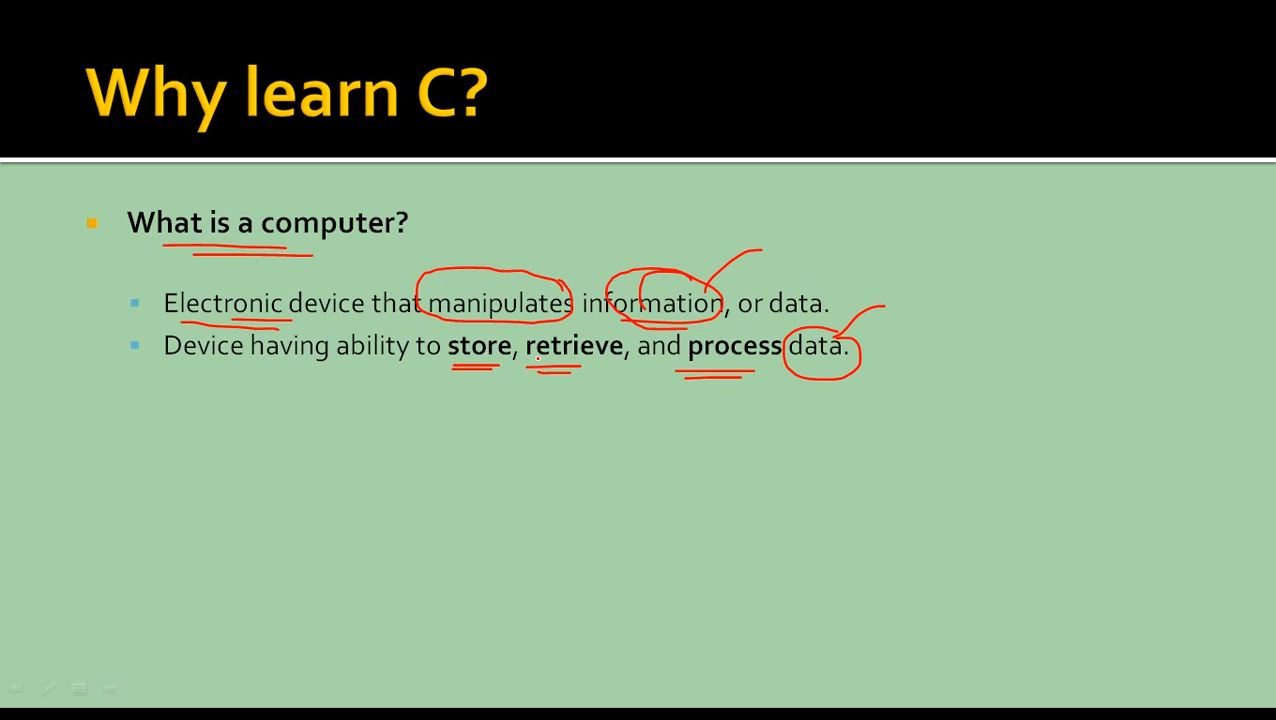 Why learn C?
What is a computer?
Electronic device that manipulates information, or data.
Device having ability to store, retrieve, and process data.